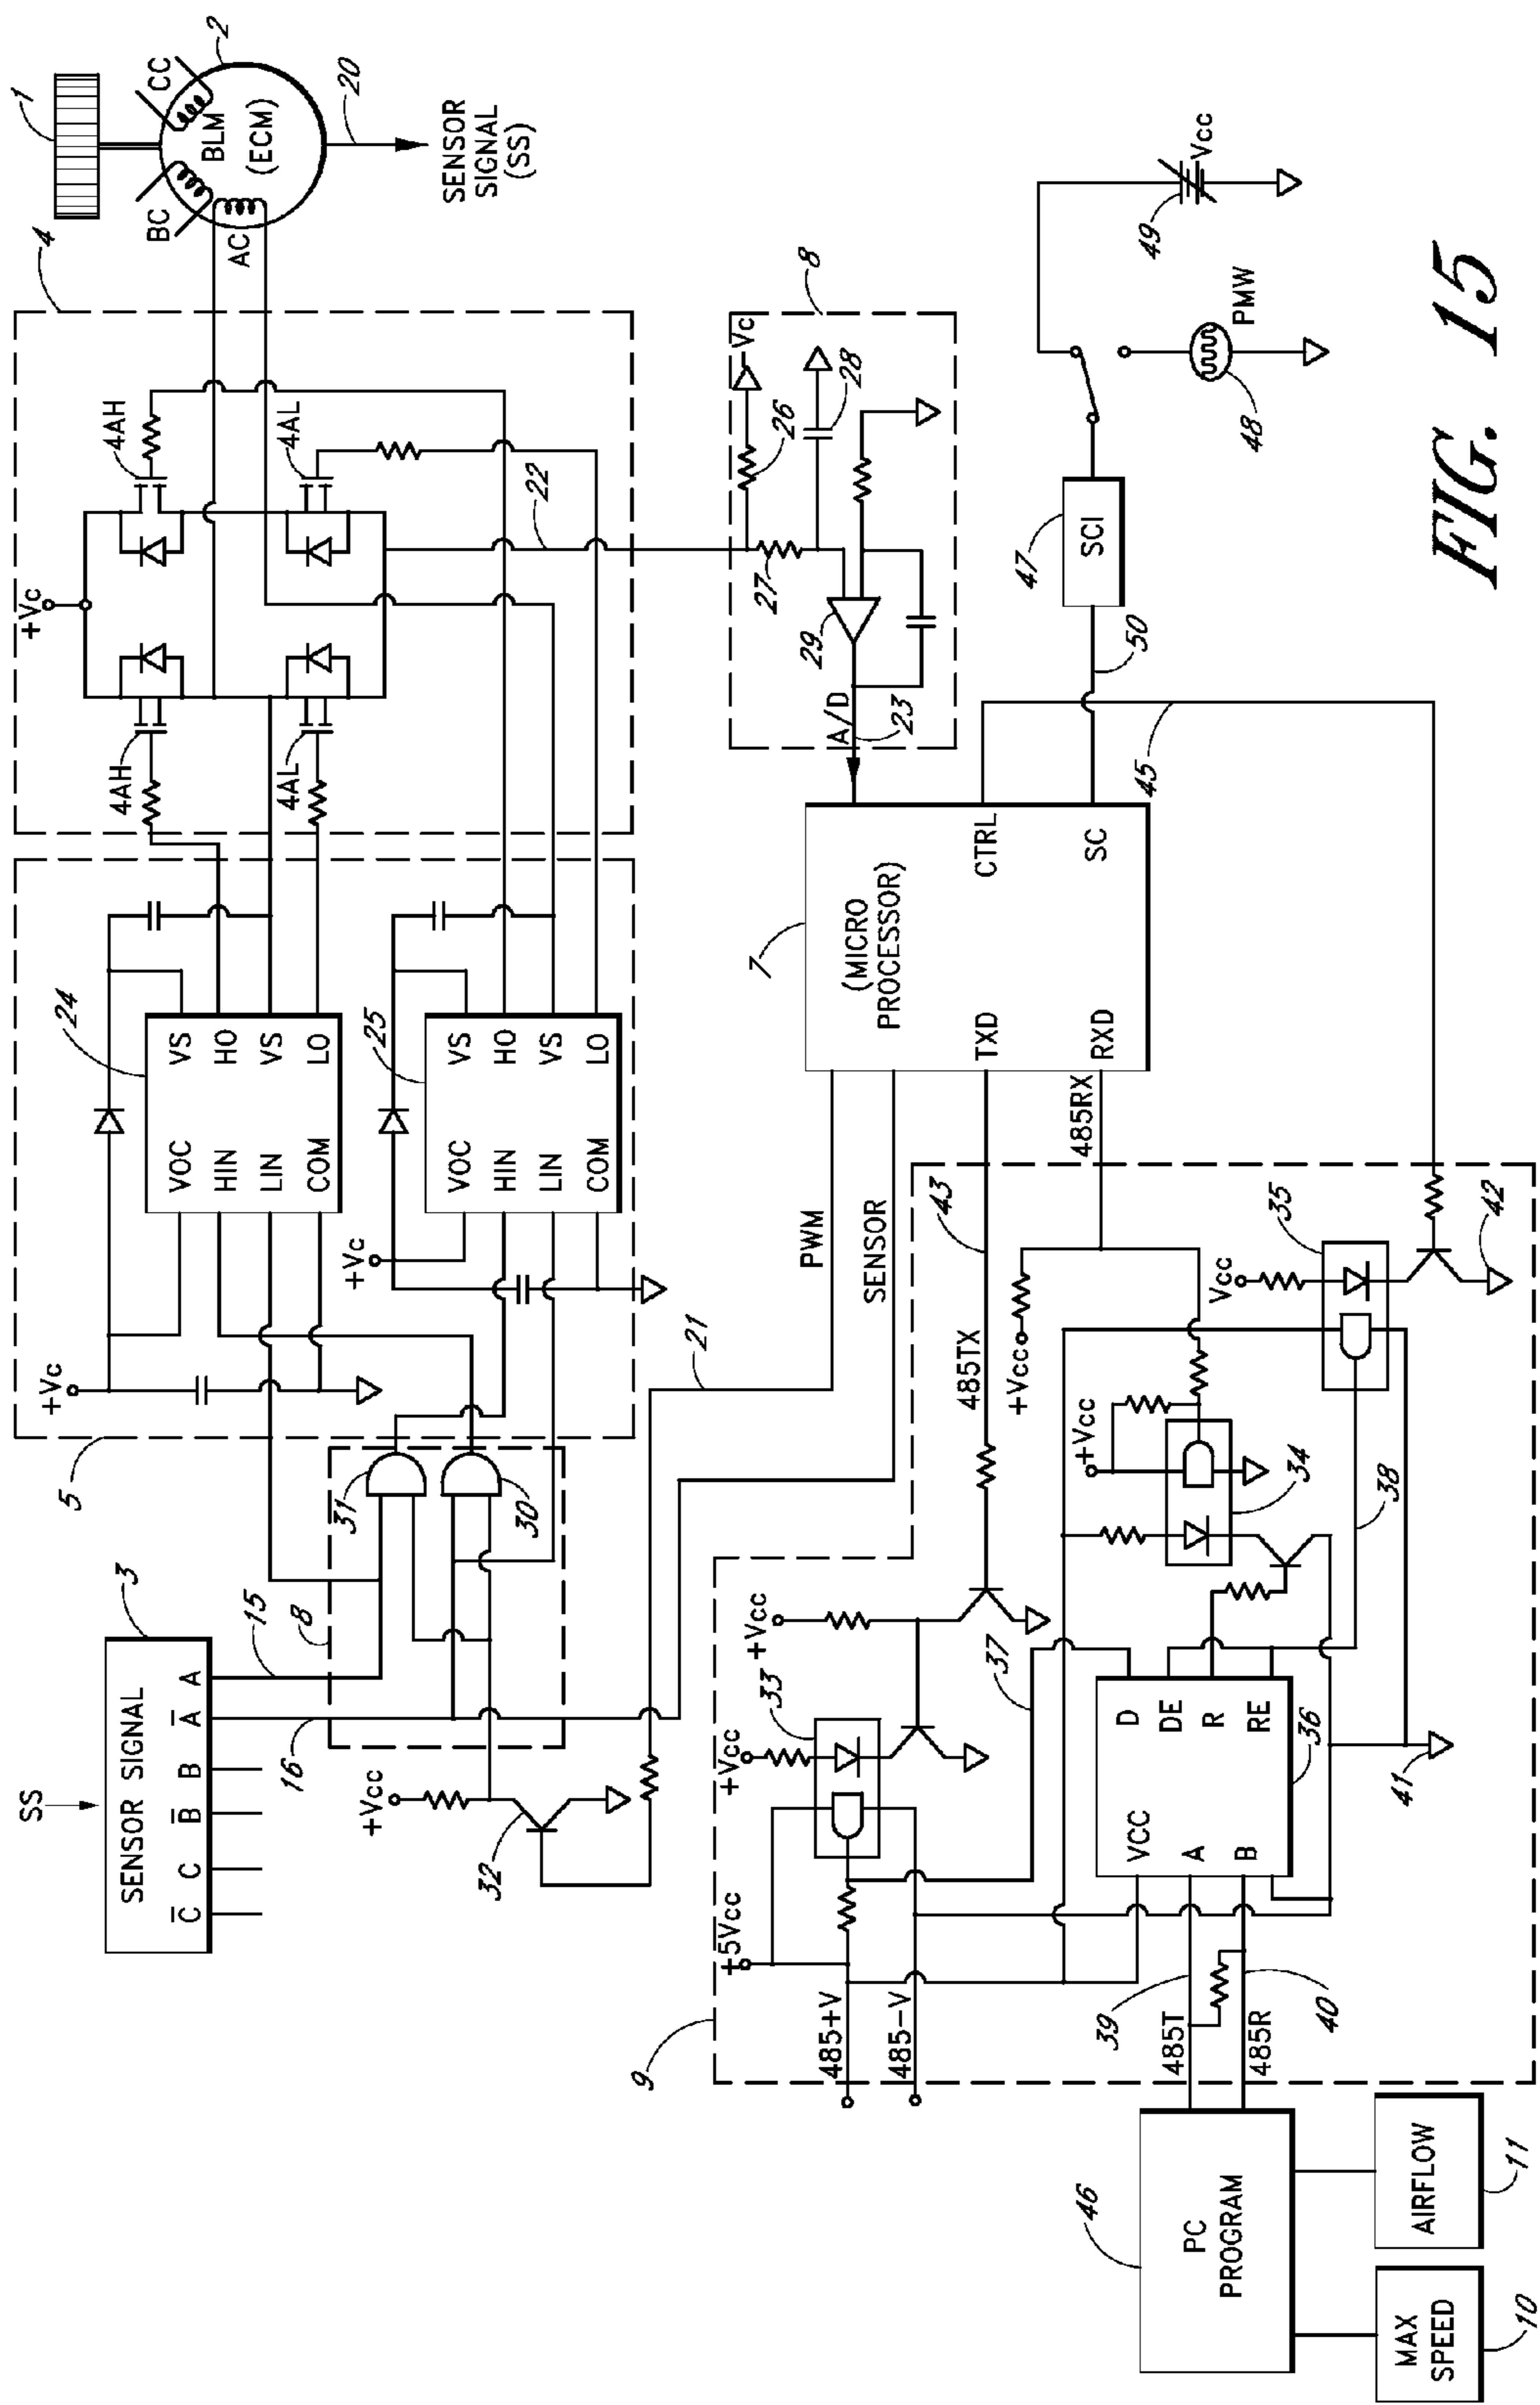 1
2
CC
BC
BLM
(ECM)
AC
20
SENSOR
SIGNAL
(SS)
4
+Vc
4AH
4AL
4AH
4AL
22
8
Vc
26
27
28
29
A/D
23
5
+Vc
24
VOC
HIN
LIN
COM
VS
HO
VS
LO
+Vc
25
VOC
HIN
LIN
COM
VS
HO
VS
LO
SS
3
SENSOR SIGNAL
C̅ C B̅ B A̅ A
15
16
8
31
30
+Vcc
32
21
PWM
SENSOR
7
(MICRO
PROCESSOR)
TXD
RXD
CTRL
SC
485RX
43
485TX
45
50
47
SCI
48
PMW
49
Vcc
9
+5Vcc
+Vcc
33
+Vcc
37
+Vcc
+Vcc
34
35
Vcc
38
42
485+V
485-V
39
485T
40
485R
VCC
A
B
D
DE
R
RE
36
41
46
PC
PROGRAM
MAX
SPEED
10
AIRFLOW
11
FIG. 15